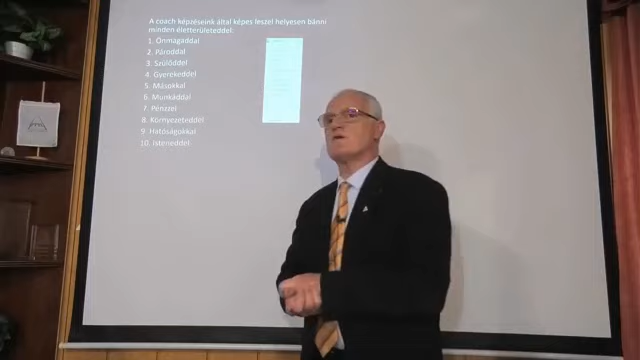 A coach képzéseink által képes leszel helyesen bánni
minden életterületeddel:
1. Önmagaddal
2. Pároddal
3. Szülőddel
4. Gyerekeddel
5. Másokkal
6. Munkáddal
7. Pénzzel
8. Környezeteddel
9. Hatóságokkal
10. Isteneddel